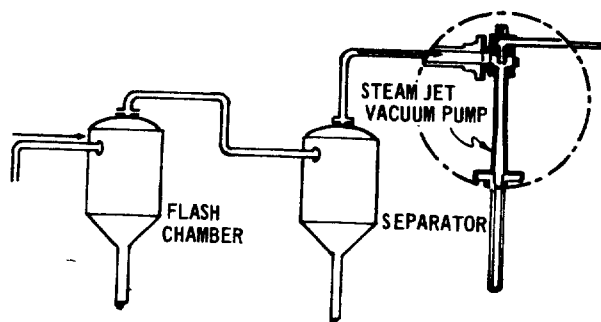 STEAM JET
VACUUM PUMP
FLASH
CHAMBER
SEPARATOR